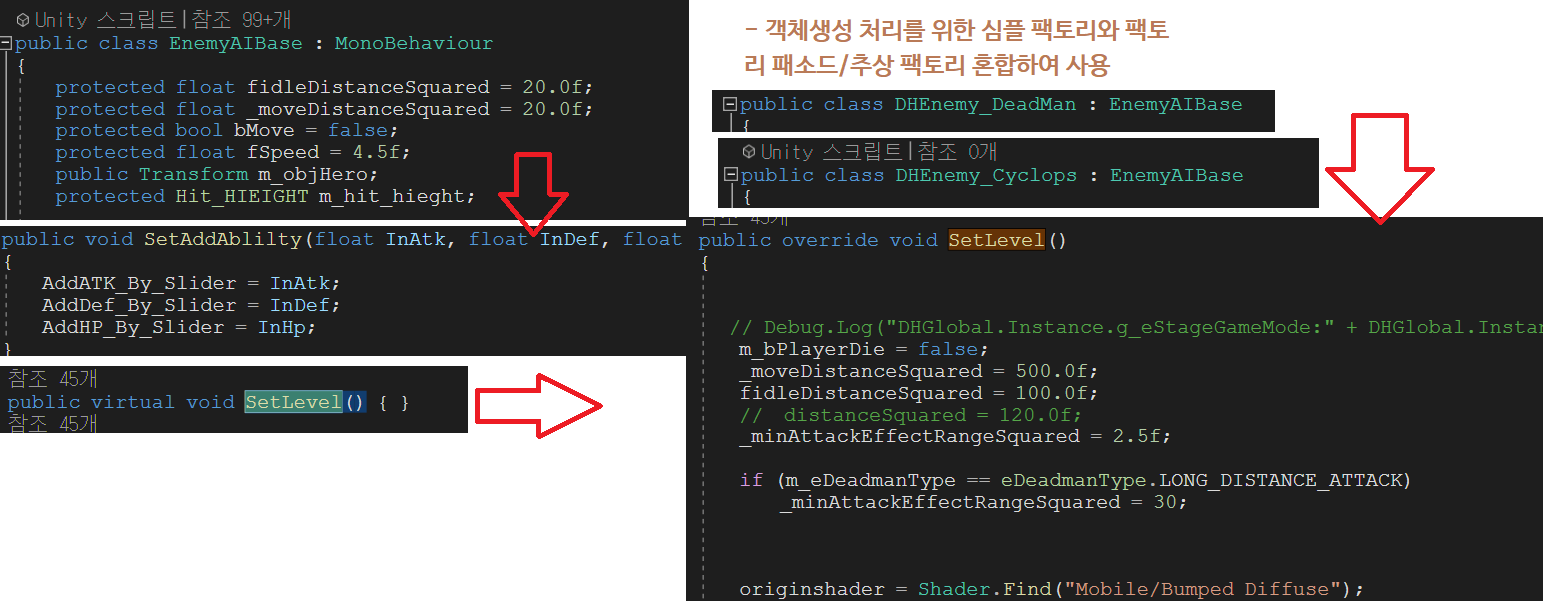 Unity 스크립트|참조 99+개
public class EnemyAIBase : MonoBehaviour
{
protected float fidleDistanceSquared = 20.0f;
protected float _moveDistanceSquared = 20.0f;
protected bool bMove = false;
protected float fSpeed = 4.5f;
public Transform m_objHero;
protected Hit_HIEIGHT m_hit_hieght;
public void SetAddAblilty(float InAtk, float InDef, float
{
AddATK_By_Slider = InAtk;
AddDef_By_Slider = InDef;
AddHP_By_Slider = InHp;
}
참조 45개
public virtual void SetLevel() { }
참조 45개
- 객체생성 처리를 위한 심플 팩토리와 팩토
리 패소드/추상 팩토리 혼합하여 사용
public class DHEnemy_DeadMan : EnemyAIBase
{
Unity 스크립트|참조 0개
public class DHEnemy_Cyclops : EnemyAIBase
{
참조 45개
public override void SetLevel()
{
// Debug.Log("DHGlobal.Instance.g_eStageGameMode:" + DHGlobal.Instan
m_bPlayerDie = false;
_moveDistanceSquared = 500.0f;
fidleDistanceSquared = 100.0f;
// distanceSquared = 120.0f;
_minAttackEffectRangeSquared = 2.5f;
if (m_eDeadmanType == eDeadmanType.LONG_DISTANCE_ATTACK)
_minAttackEffectRangeSquared = 30;
originshader = Shader.Find("Mobile/Bumped Diffuse");